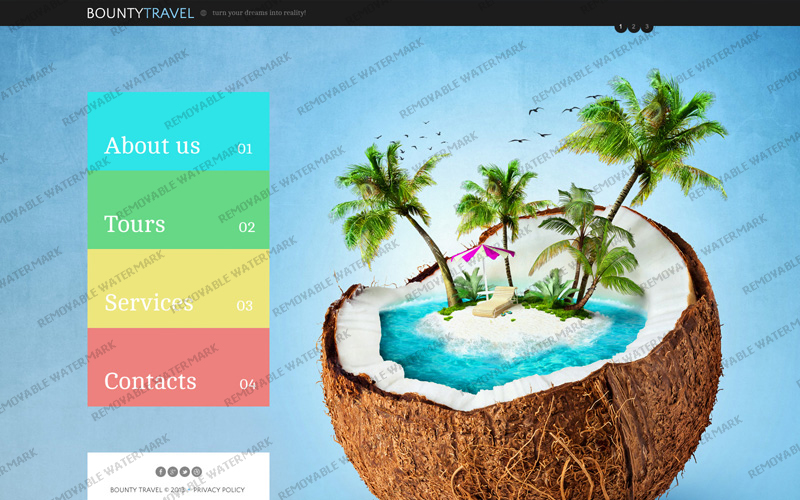 BOUNTYTRAVEL turn your dreams into reality!
1 2 3
About us 01
Tours 02
Services 03
Contacts 04
BOUNTY TRAVEL © 2013 • PRIVACY POLICY
REMOVABLE WATERMARK